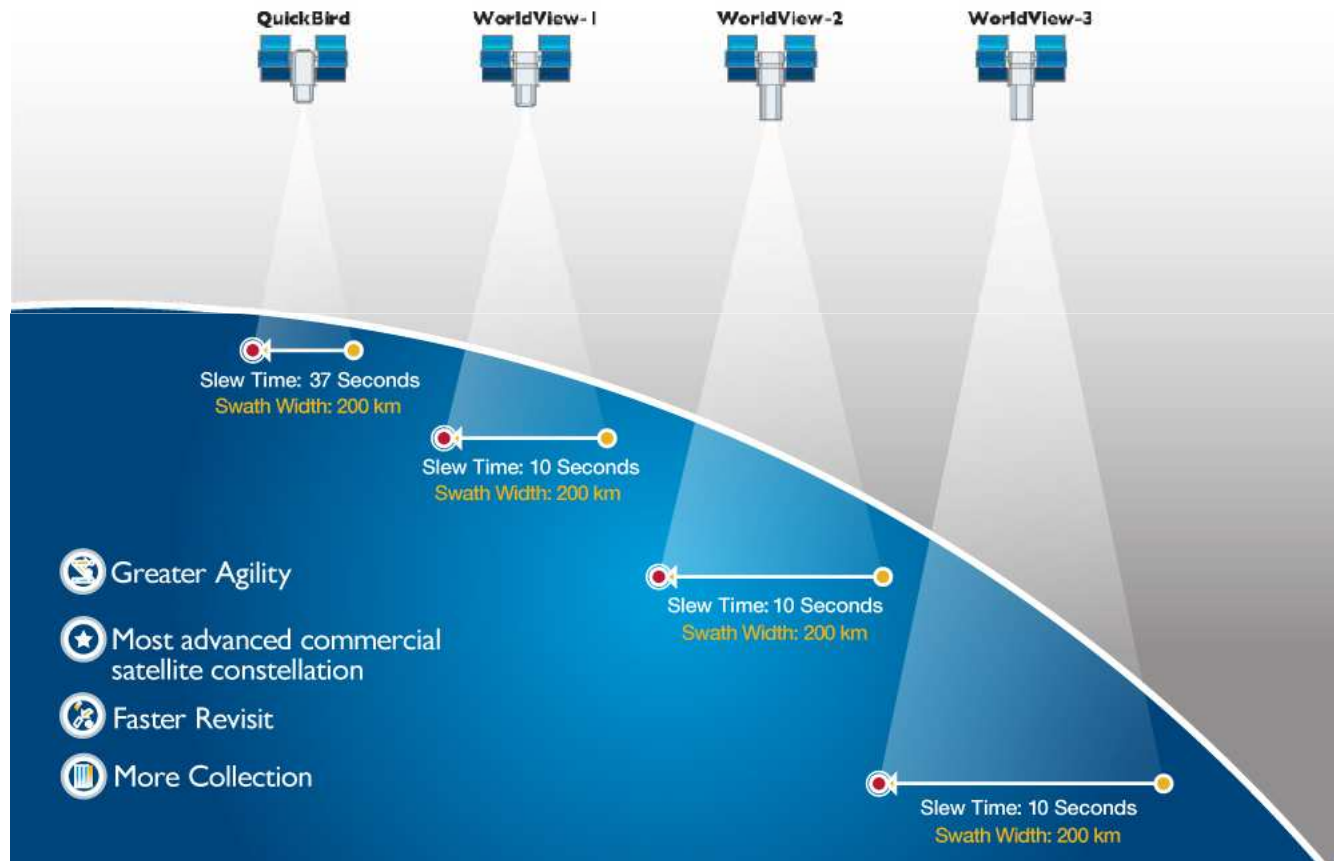 QuickBird
WorldView-1
WorldView-2
WorldView-3
Slew Time: 37 Seconds
Swath Width: 200 km
Slew Time: 10 Seconds
Swath Width: 200 km
Slew Time: 10 Seconds
Swath Width: 200 km
Slew Time: 10 Seconds
Swath Width: 200 km
Greater Agility
Most advanced commercial
satellite constellation
Faster Revisit
More Collection